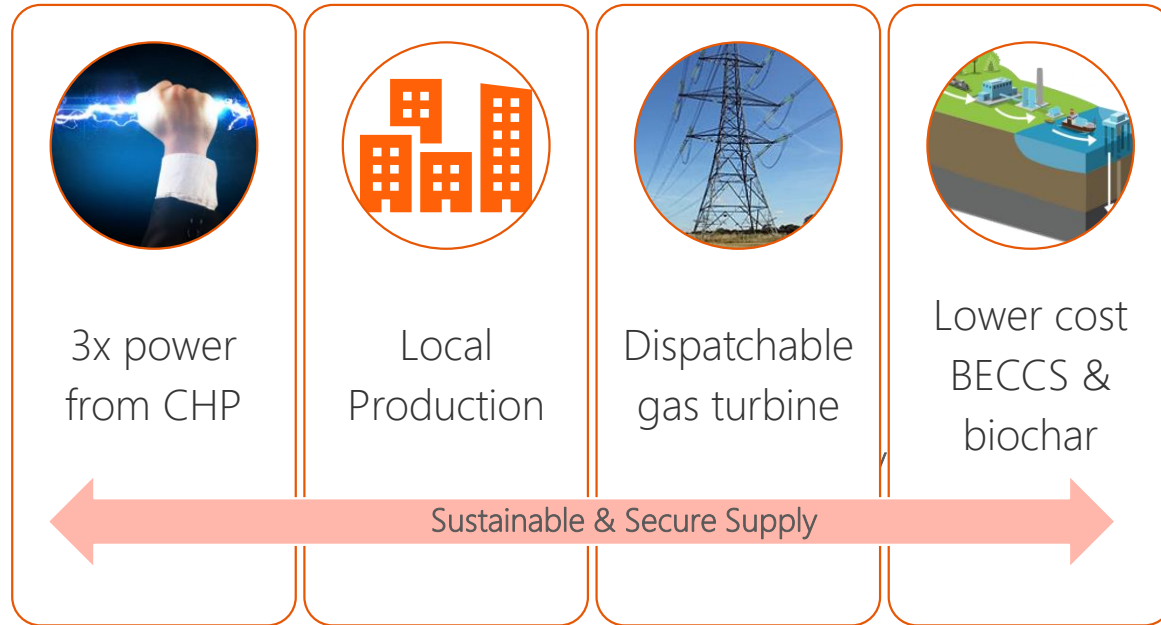 3x power
from CHP
Local
Production
Dispatchable
gas turbine
Lower cost
BECCS &
biochar
Sustainable & Secure Supply